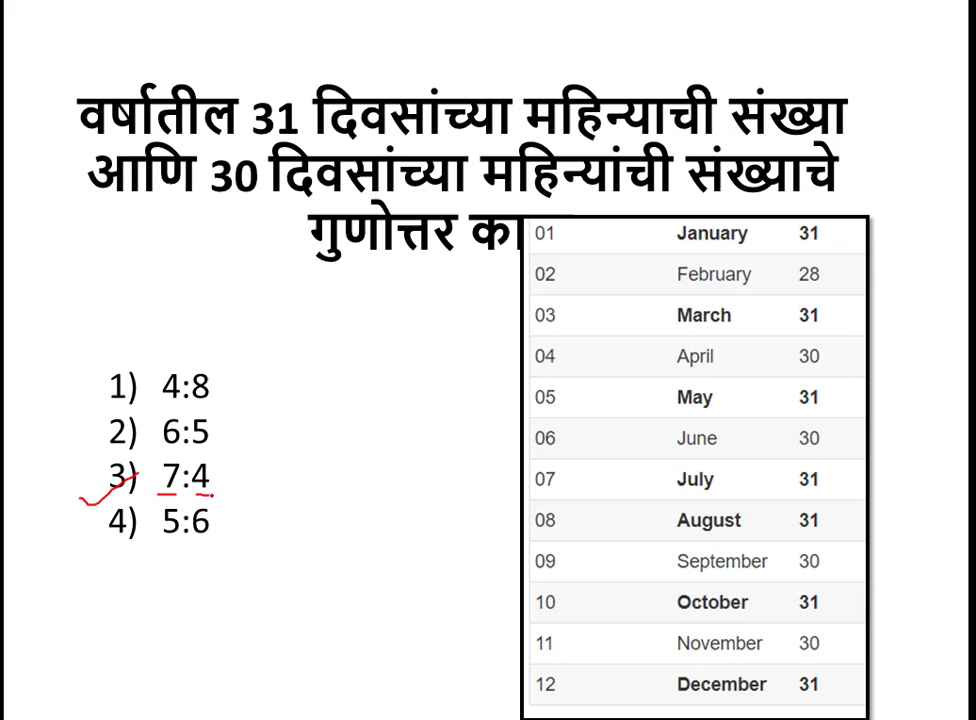 वर्षातील 31 दिवसांच्या महिन्याची संख्या
आणि 30 दिवसांच्या महिन्यांची संख्याचे
गुणोत्तर
1) 4:8
2) 6:5
3) 7:4
4) 5:6
01 January 31
02 February 28
03 March 31
04 April 30
05 May 31
06 June 30
07 July 31
08 August 31
09 September 30
10 October 31
11 November 30
12 December 31